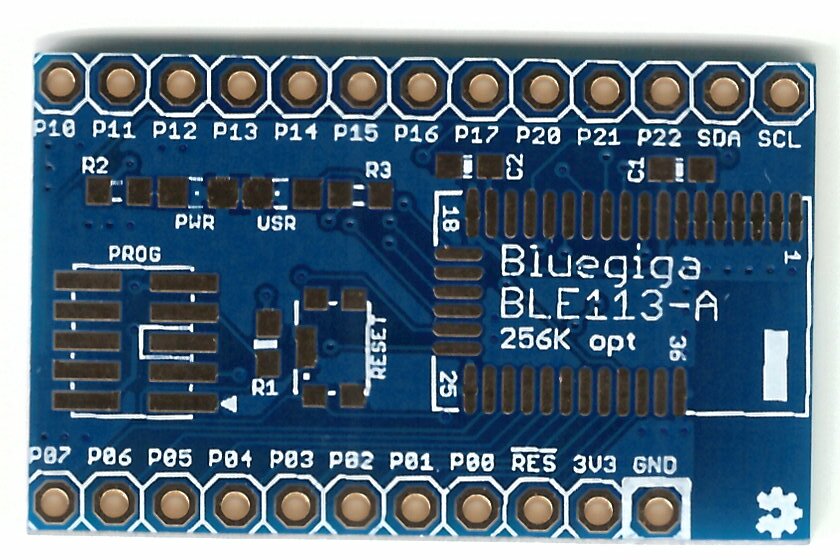 P10 P11 P12 P13 P14 P15 P16 P17 P20 P21 P22 SDA SCL
R2 R3 C2 C1
PWR USR
18 1
PROG
Bluegiga
BLE113-A
256K opt
36
RESET
R1 25
P07 P06 P05 P04 P03 P02 P01 P00 RES 3V3 GND